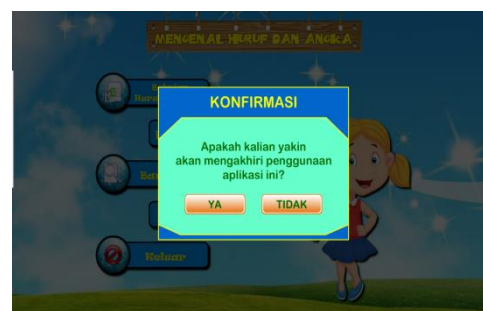 MENGENAL HURUF DAN ANGKA
KONFIRMASI
Apakah kalian yakin
akan mengakhiri penggunaan
aplikasi ini?
YA
TIDAK
Keluar